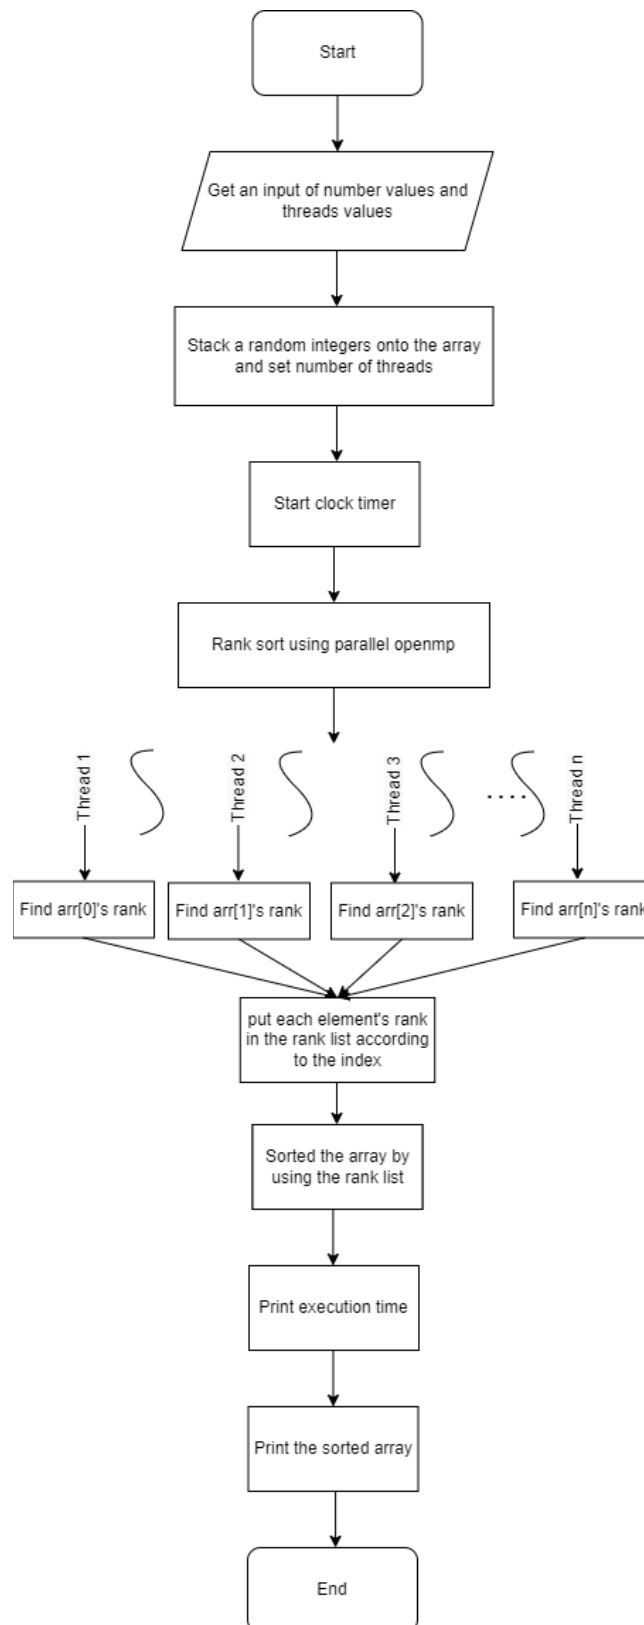 Start
Get an input of number values and
threads values
Stack a random integers onto the array
and set number of threads
Start clock timer
Rank sort using parallel openmp
Thread 1
Thread 2
Thread 3
....
Thread n
Find arr[0]'s rank
Find arr[1]'s rank
Find arr[2]'s rank
Find arr[n]'s rank
put each element's rank
in the rank list according
to the index
Sorted the array by
using the rank list
Print execution time
Print the sorted array
End